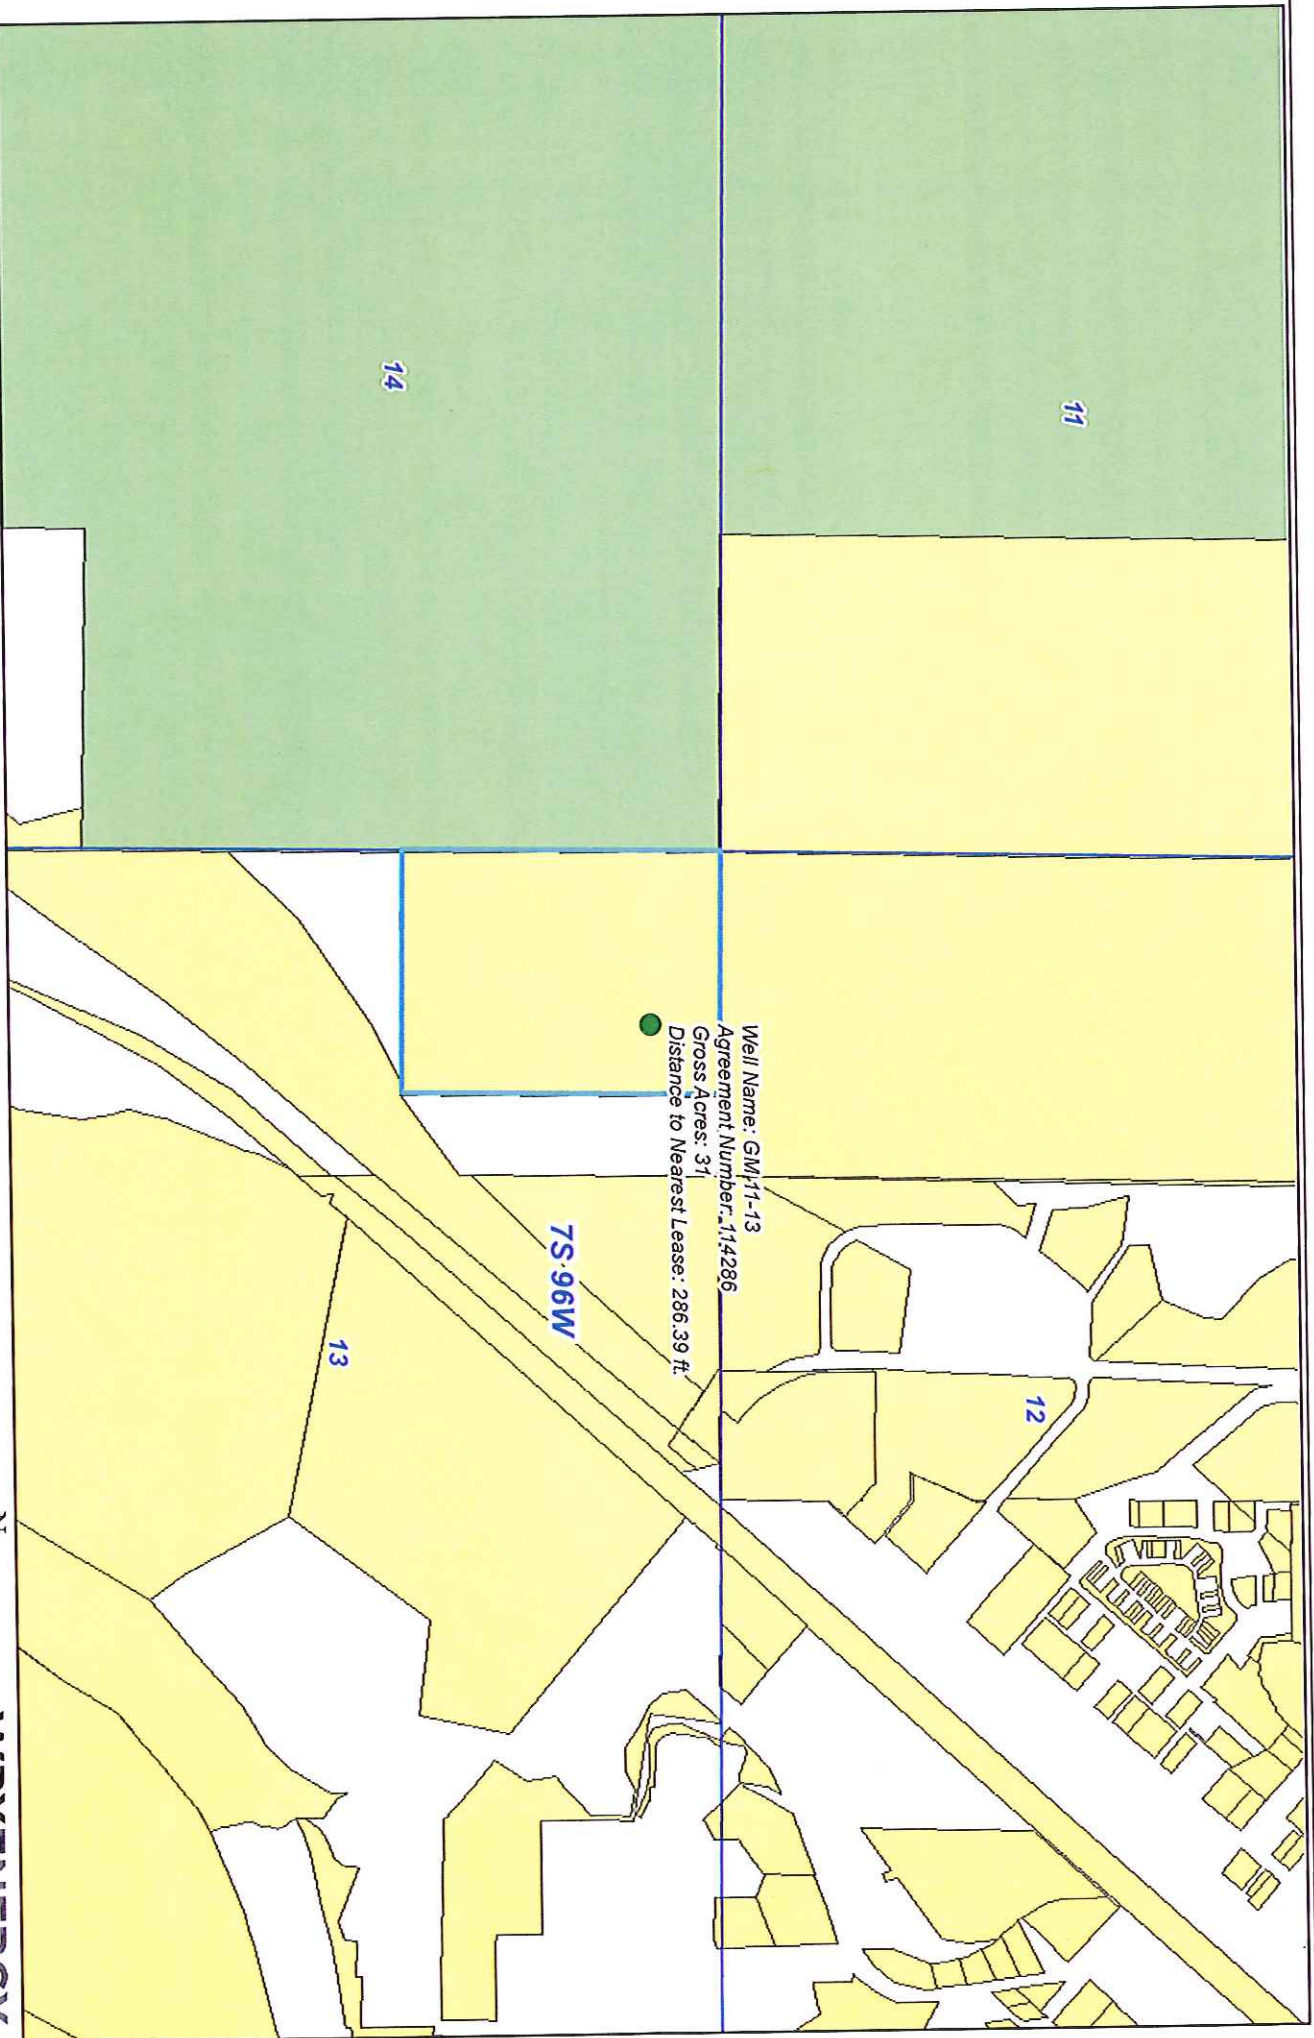 11
14
12
Well Name: GM 11-13
Agreement Number: 114286
Gross Acres: 31
Distance to Nearest Lease: 286.39 ft.
7S 96W
13